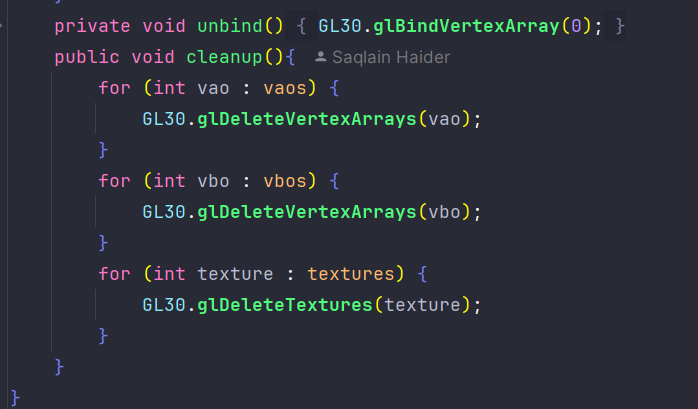 private void unbind() { GL30.glBindVertexArray(0); }
public void cleanup(){ Saqlain Haider
for (int vao : vaos) {
GL30.glDeleteVertexArrays(vao);
}
for (int vbo : vbos) {
GL30.glDeleteVertexArrays(vbo);
}
for (int texture : textures) {
GL30.glDeleteTextures(texture);
}
}
}